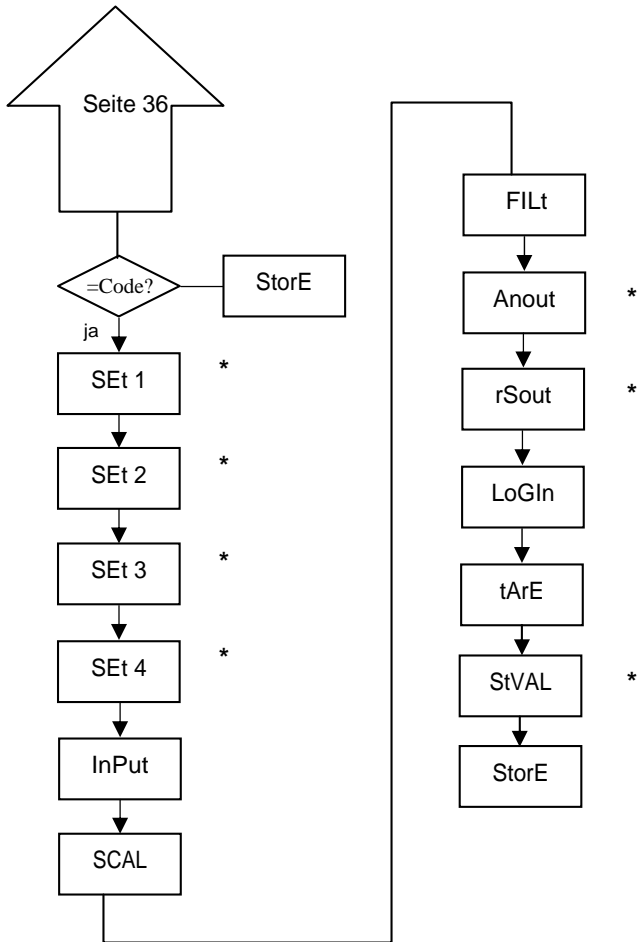 Seite 36
=Code?
StorE
ja
SEt 1 *
SEt 2 *
SEt 3 *
SEt 4 *
InPut
SCAL
FILt
Anout *
rSout *
LoGIn
tArE
StVAL *
StorE